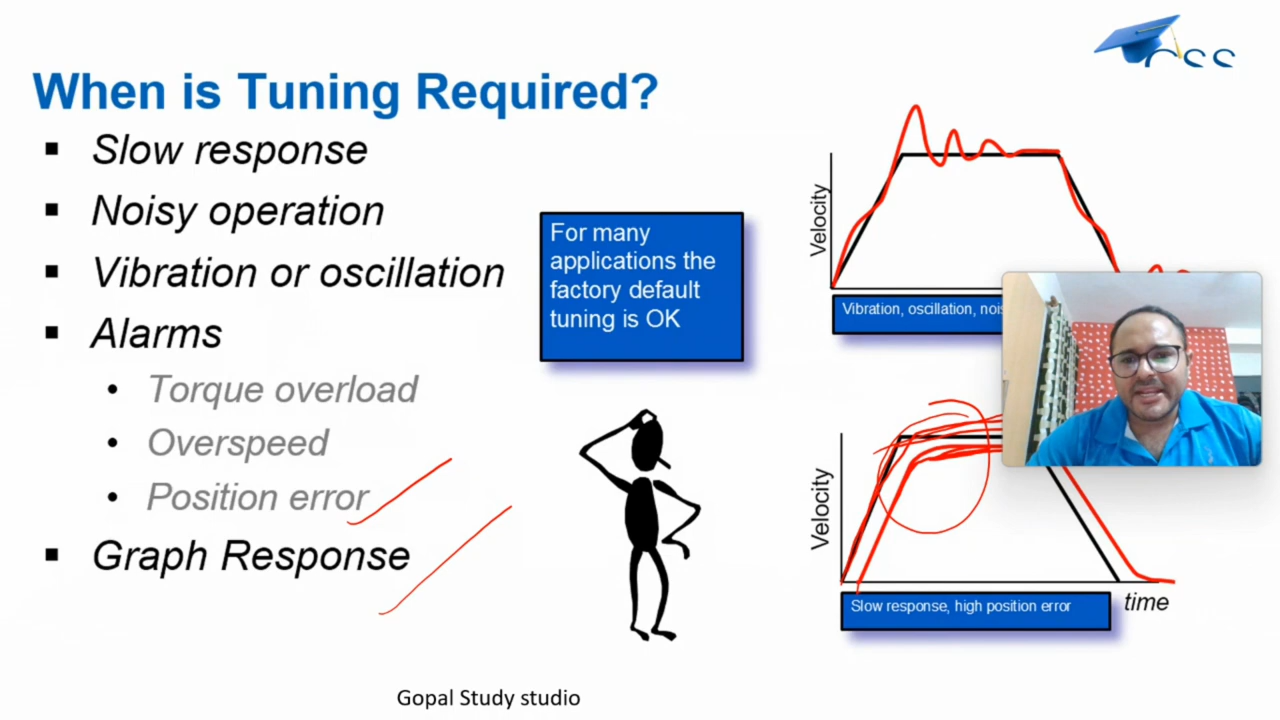 GSS
When is Tuning Required?
Slow response
Noisy operation
Vibration or oscillation
Alarms
Torque overload
Overspeed
Position error
Graph Response
For many
applications the
factory default
tuning is OK
Velocity
Vibration, oscillation,
Velocity
time
Slow response, high position error
Gopal Study studio